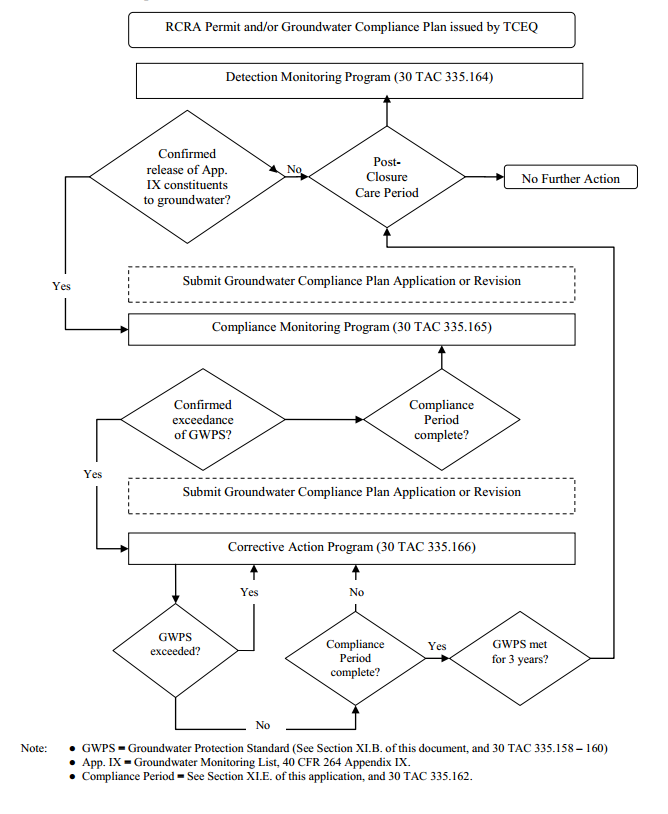 RCRA Permit and/or Groundwater Compliance Plan issued by TCEQ
Detection Monitoring Program (30 TAC 335.164)
Confirmed
release of App.
IX constituents
to groundwater?
No
Post-
Closure
Care Period
No Further Action
Yes
Submit Groundwater Compliance Plan Application or Revision
Compliance Monitoring Program (30 TAC 335.165)
Confirmed
exceedance
of GWPS?
Compliance
Period
complete?
Yes
Submit Groundwater Compliance Plan Application or Revision
Corrective Action Program (30 TAC 335.166)
Yes
No
GWPS
exceeded?
Compliance
Period
complete?
Yes
GWPS met
for 3 years?
No
Note:
● GWPS = Groundwater Protection Standard (See Section XI.B. of this document, and 30 TAC 335.158 – 160)
● App. IX = Groundwater Monitoring List, 40 CFR 264 Appendix IX.
● Compliance Period = See Section XI.E. of this application, and 30 TAC 335.162.